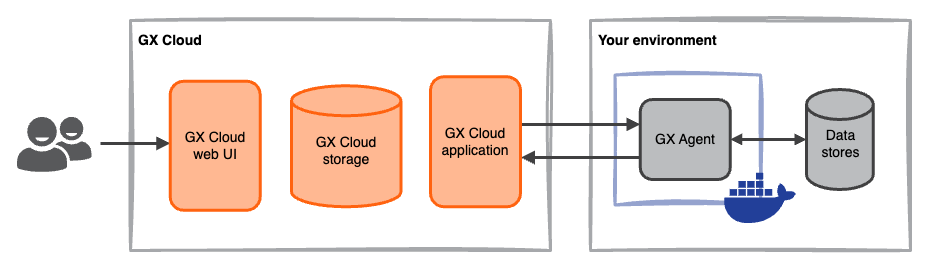 GX Cloud
GX Cloud
web UI
GX Cloud
storage
GX Cloud
application
Your environment
GX Agent
Data
stores